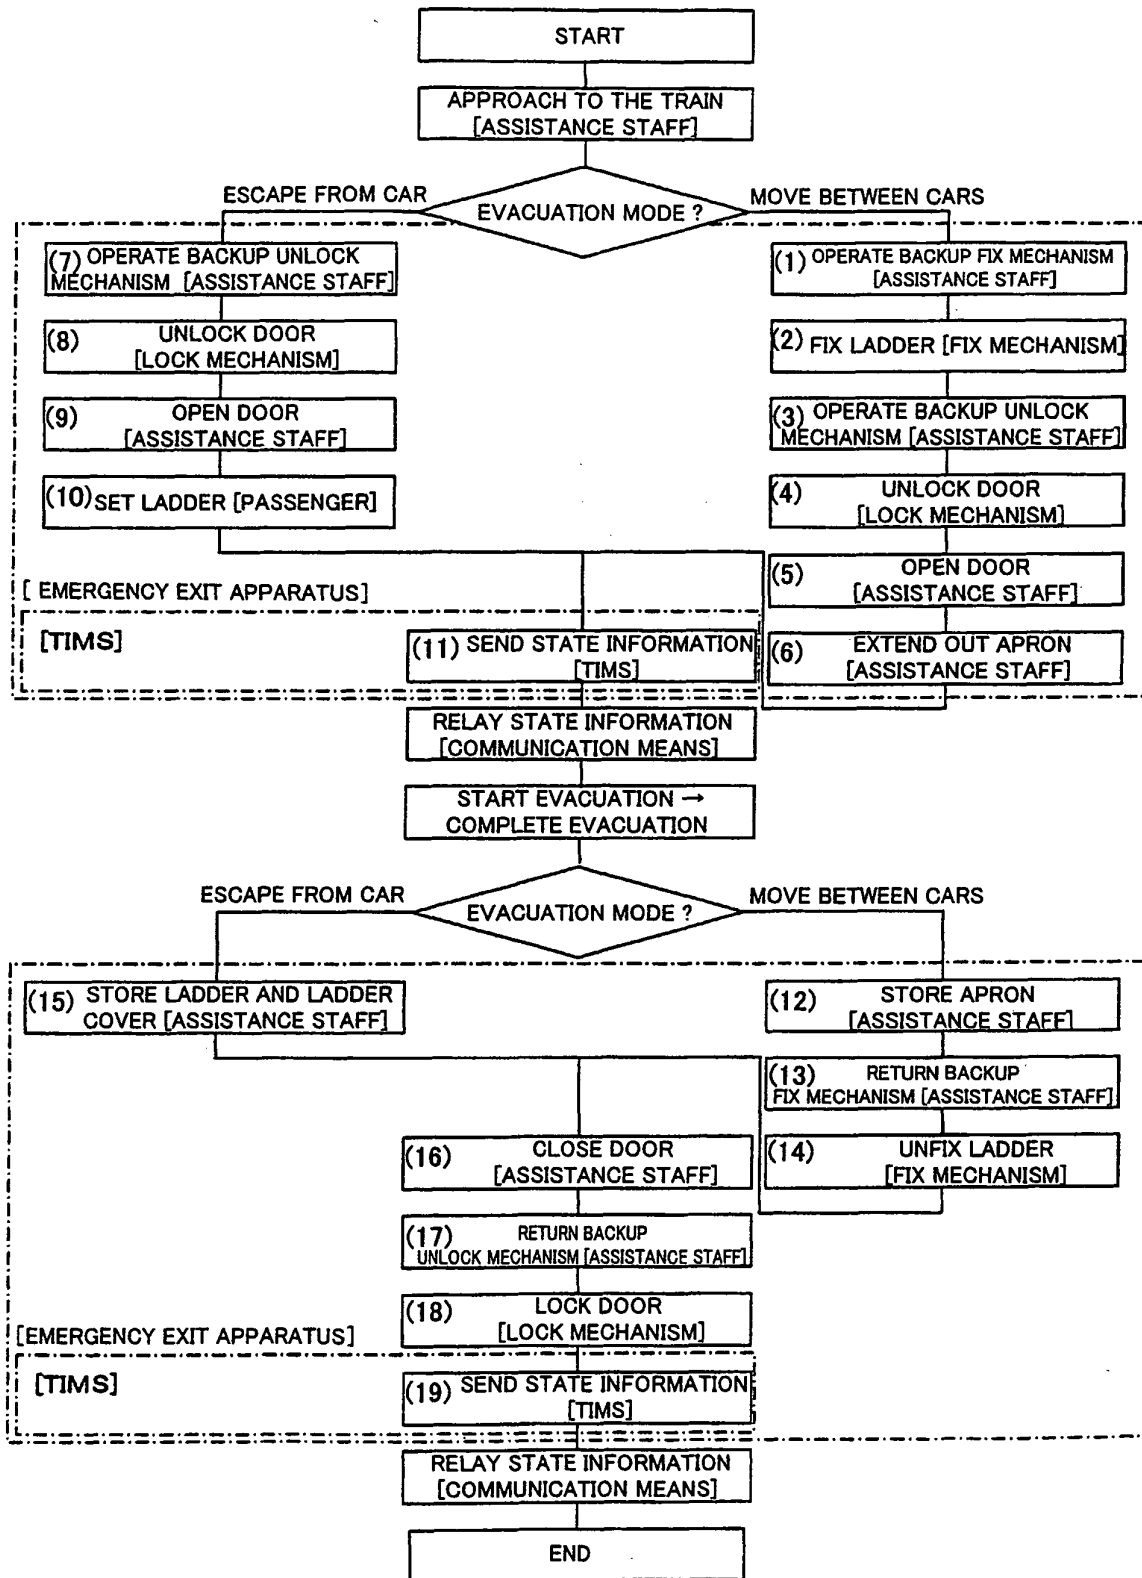 START
APPROACH TO THE TRAIN
[ASSISTANCE STAFF]
EVACUATION MODE ?
ESCAPE FROM CAR
MOVE BETWEEN CARS
(7) OPERATE BACKUP UNLOCK
MECHANISM [ASSISTANCE STAFF]
(8) UNLOCK DOOR
[LOCK MECHANISM]
(9) OPEN DOOR
[ASSISTANCE STAFF]
(10) SET LADDER [PASSENGER]
(1) OPERATE BACKUP FIX MECHANISM
[ASSISTANCE STAFF]
(2) FIX LADDER [FIX MECHANISM]
(3) OPERATE BACKUP UNLOCK
MECHANISM [ASSISTANCE STAFF]
(4) UNLOCK DOOR
[LOCK MECHANISM]
(5) OPEN DOOR
[ASSISTANCE STAFF]
(6) EXTEND OUT APRON
[ASSISTANCE STAFF]
[ EMERGENCY EXIT APPARATUS]
[TIMS]
(11) SEND STATE INFORMATION
[TIMS]
RELAY STATE INFORMATION
[COMMUNICATION MEANS]
START EVACUATION →
COMPLETE EVACUATION
EVACUATION MODE ?
ESCAPE FROM CAR
MOVE BETWEEN CARS
(15) STORE LADDER AND LADDER
COVER [ASSISTANCE STAFF]
(12) STORE APRON
[ASSISTANCE STAFF]
(13) RETURN BACKUP
FIX MECHANISM [ASSISTANCE STAFF]
(14) UNFIX LADDER
[FIX MECHANISM]
(16) CLOSE DOOR
[ASSISTANCE STAFF]
(17) RETURN BACKUP
UNLOCK MECHANISM [ASSISTANCE STAFF]
(18) LOCK DOOR
[LOCK MECHANISM]
[EMERGENCY EXIT APPARATUS]
[TIMS]
(19) SEND STATE INFORMATION
[TIMS]
RELAY STATE INFORMATION
[COMMUNICATION MEANS]
END